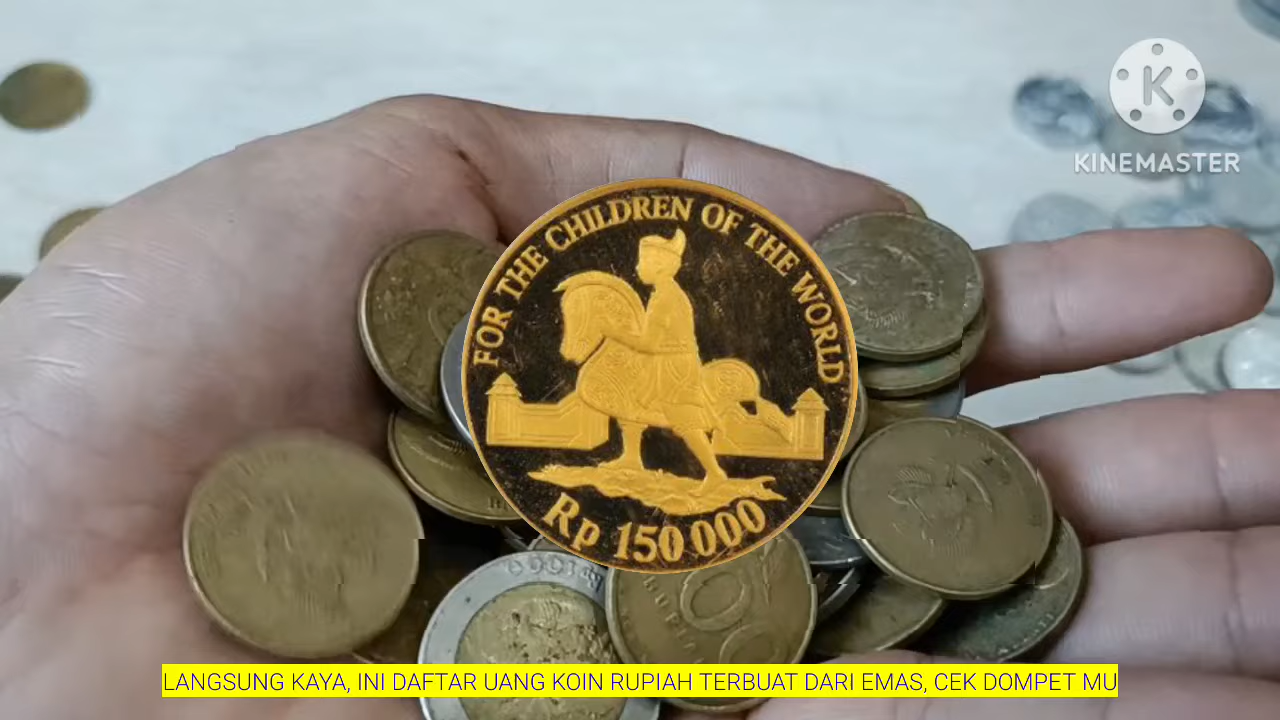 KINEMASTER
FOR THE CHILDREN OF THE WORLD
Rp 150 000
LANGSUNG KAYA, INI DAFTAR UANG KOIN RUPIAH TERBUAT DARI EMAS, CEK DOMPET MU